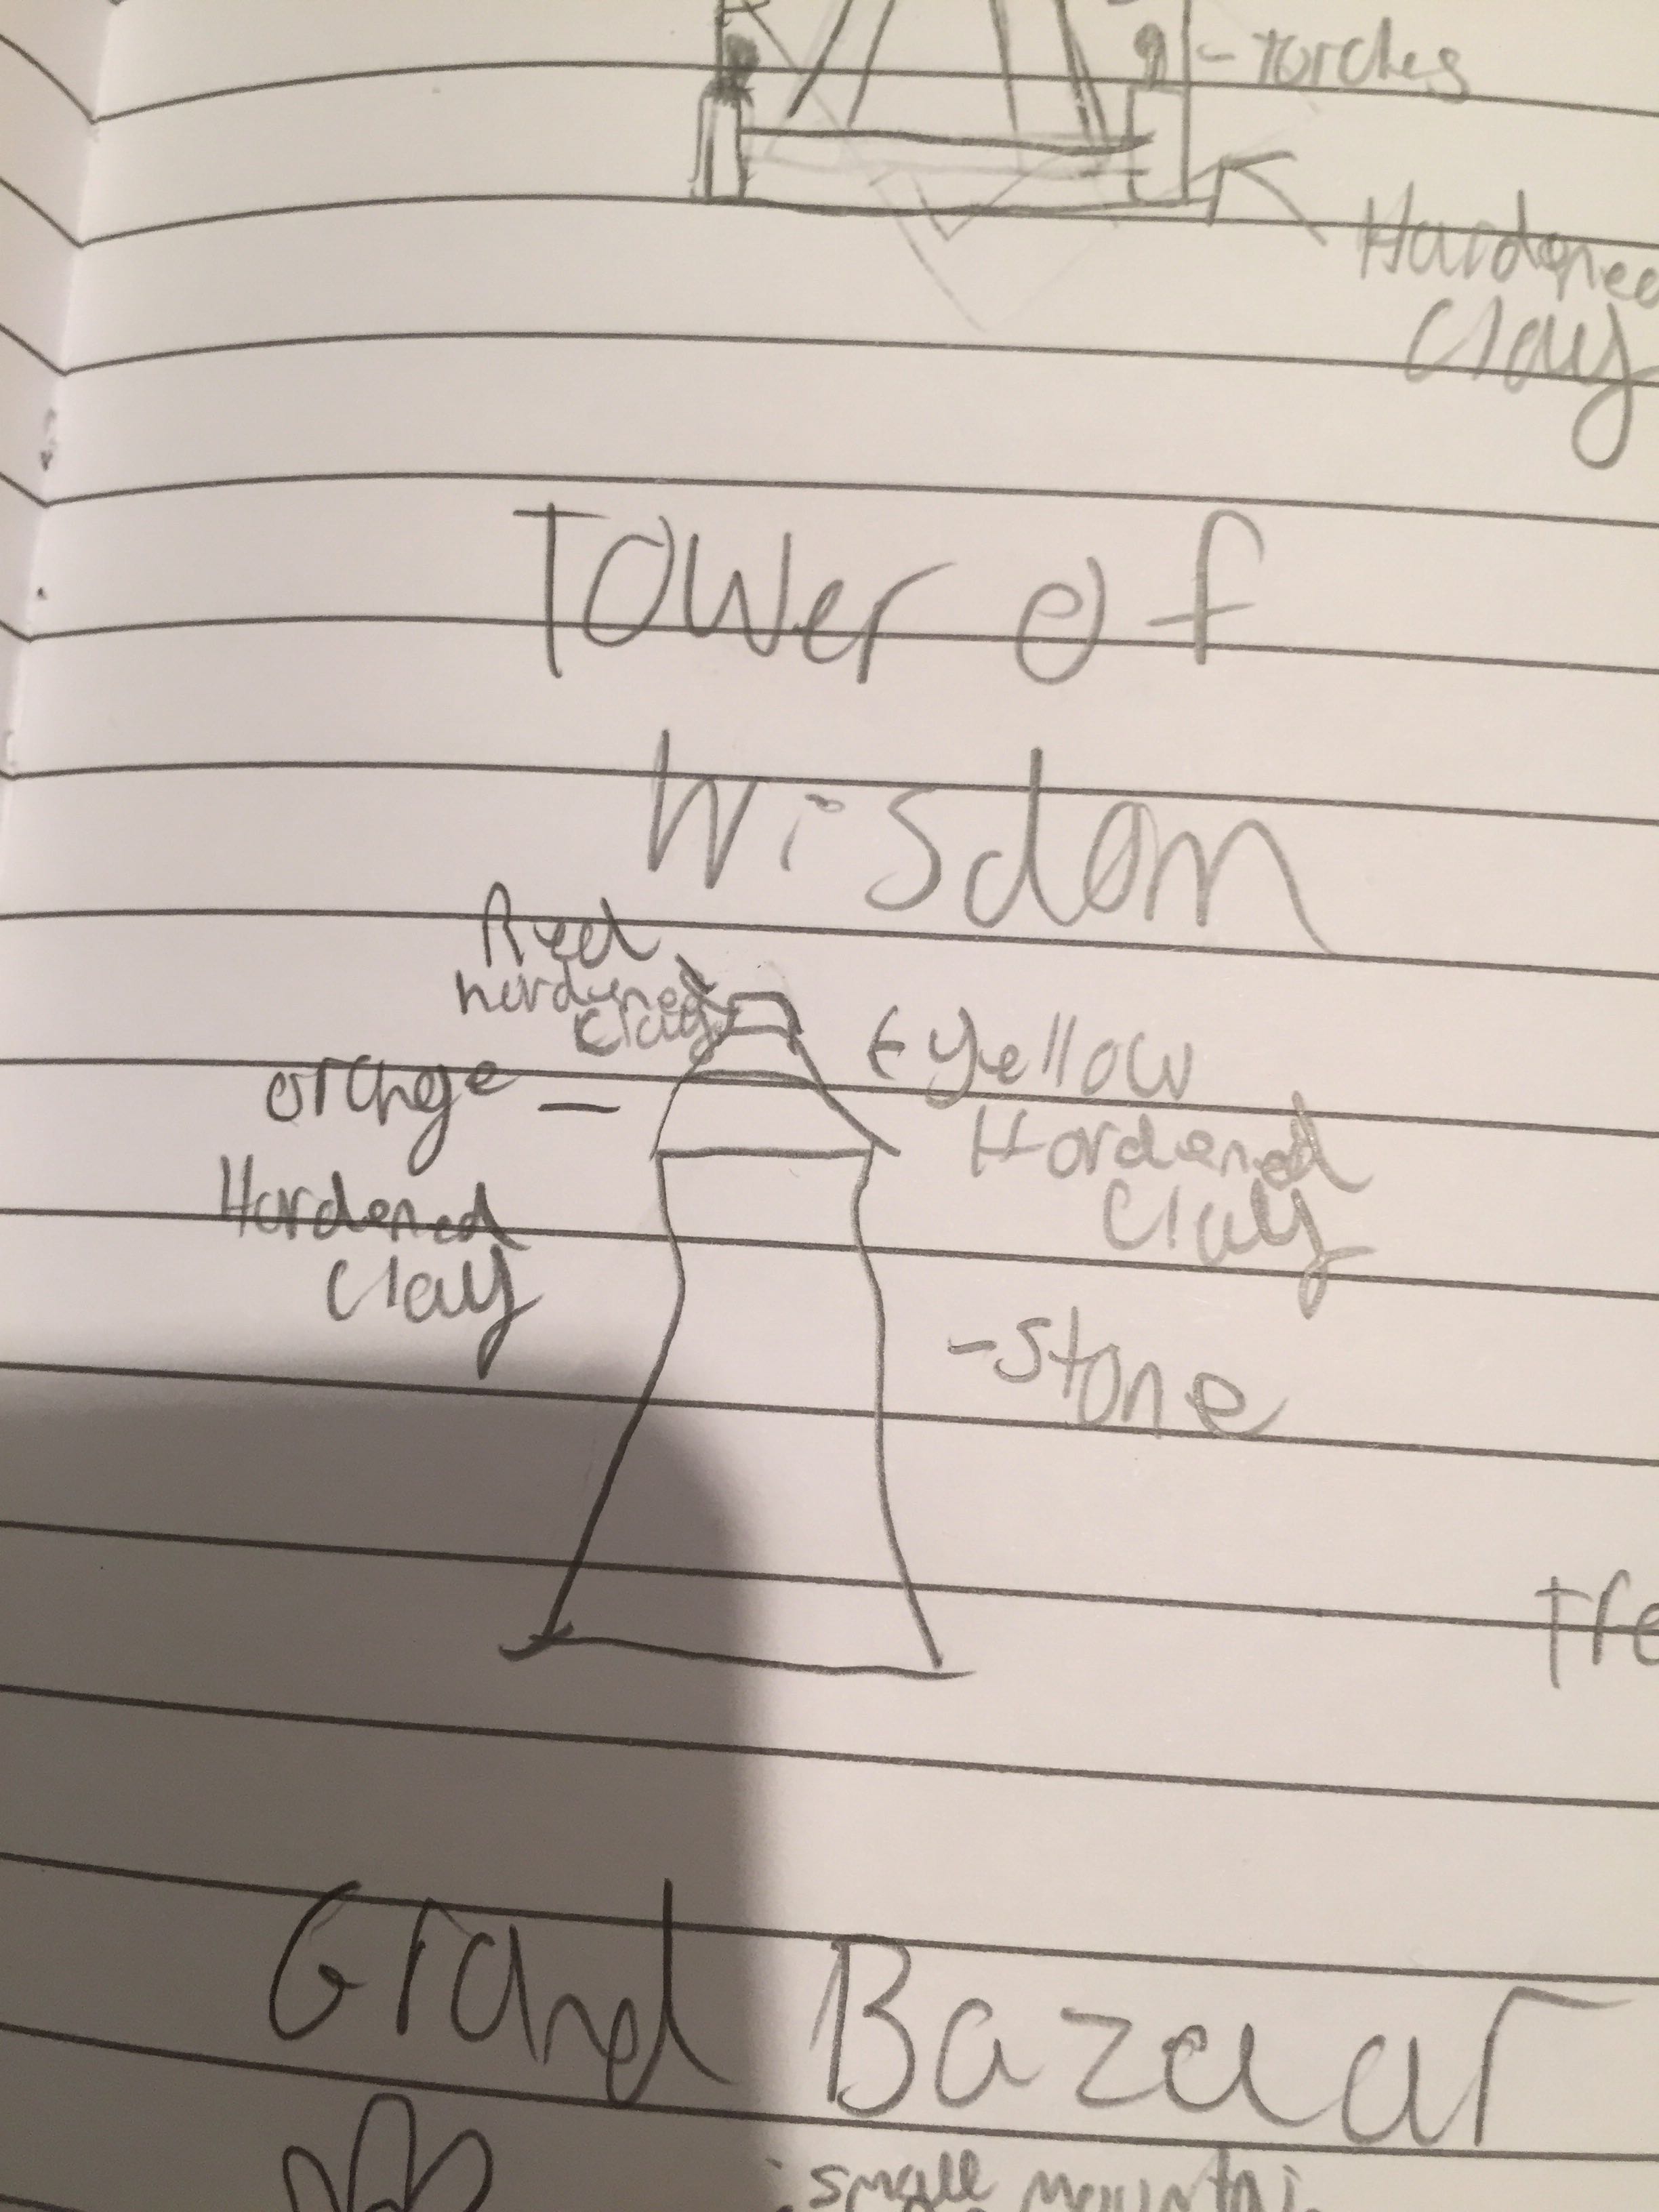 - torches
Hardened
Clay
Tower of
Wisdom
Red
hardened
clay
yellow
orange -
Hardened
Clay
Hardened
Clay
- stone
Tre
Grand Bazaar
small mountai